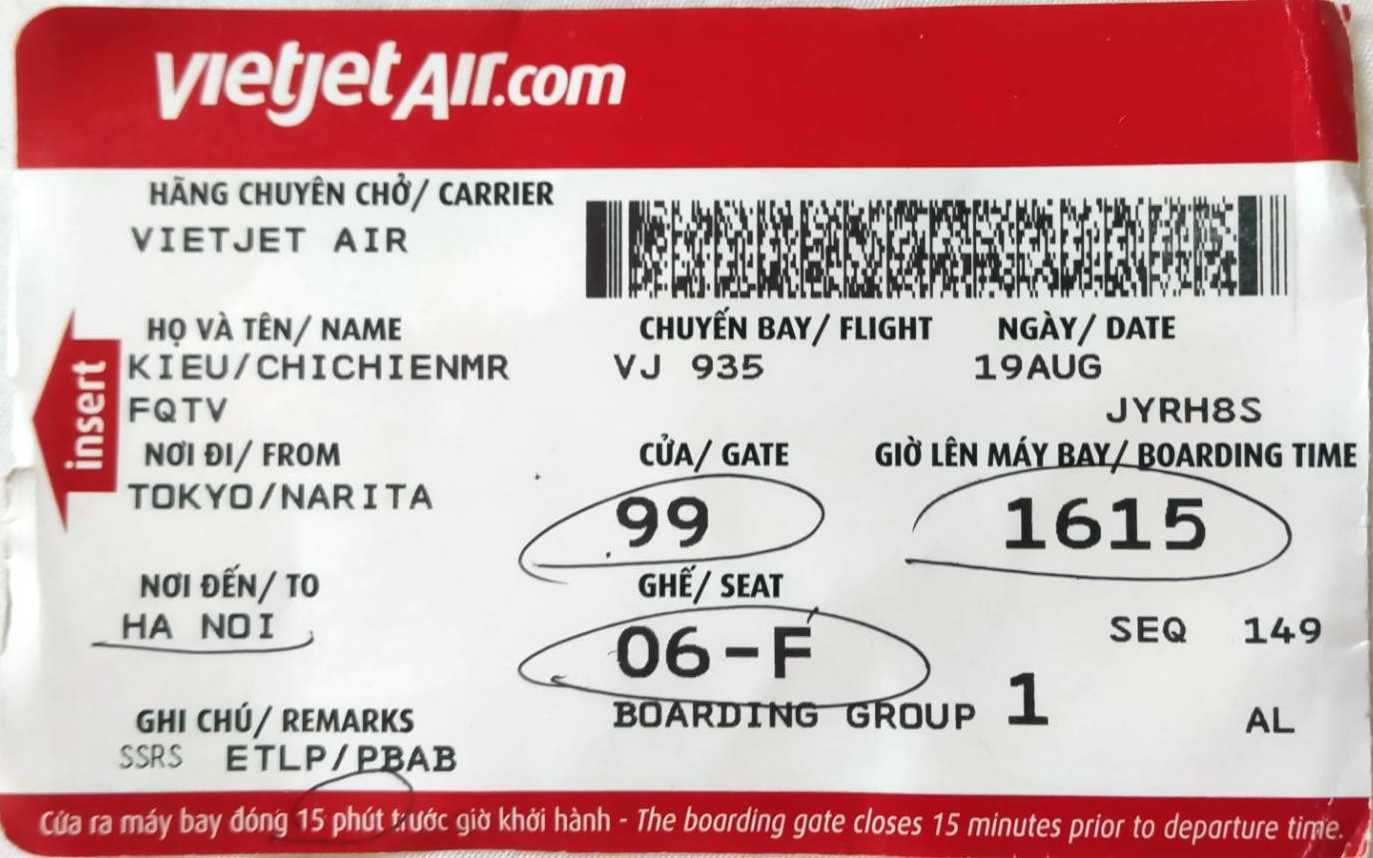 vietjet Air.com
HÃNG CHUYÊN CHỞ/ CARRIER
VIETJET AIR
HỌ VÀ TÊN/ NAME CHUYẾN BAY/ FLIGHT NGÀY/ DATE
KIEU/CHICHIENMR VJ 935 19AUG
insert
FQTV JYRH8S
NƠI ĐI/ FROM CỬA/ GATE GIỜ LÊN MÁY BAY/ BOARDING TIME
TOKYO/NARITA 99 1615
NƠI ĐẾN/ TO GHẾ/ SEAT
HA NOI 06-F SEQ 149
GHI CHÚ/ REMARKS BOARDING GROUP 1 AL
SSRS ETLP/PBAB
Cửa ra máy bay đóng 15 phút trước giờ khởi hành - The boarding gate closes 15 minutes prior to departure time.